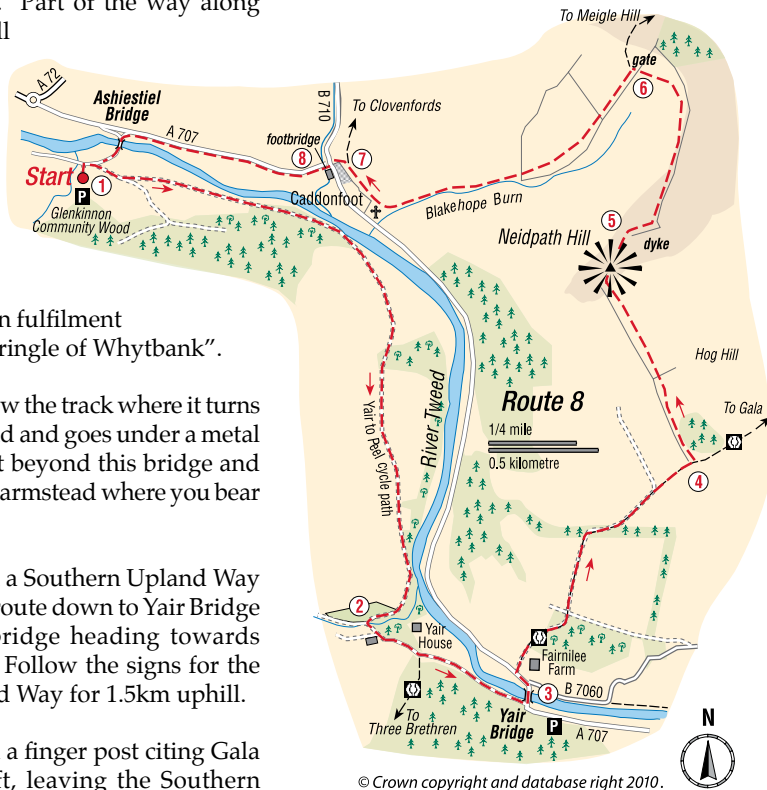 Part of the way along
ll
n fulfilment
ringle of Whytbank”.
w the track where it turns
d and goes under a metal
t beyond this bridge and
armstead where you bear
a Southern Upland Way
route down to Yair Bridge
bridge heading towards
Follow the signs for the
d Way for 1.5km uphill.
a finger post citing Gala
ft, leaving the Southern
To Meigle Hill
gate
6
A 72
Ashiestiel
Bridge
A 707
B 710
To Clovenfords
footbridge
8
7
Start
1
P
Glenkinnon
Community Wood
Caddonfoot
Blakehope Burn
5
Neidpath Hill
dyke
Hog Hill
To Gala
4
Route 8
1/4 mile
0.5 kilometre
River Tweed
Yair to Peel cycle path
2
Yair
House
Fairnilee
Farm
3
B 7060
To
Three Brethren
Yair
Bridge
P
A 707
N
© Crown copyright and database right 2010.